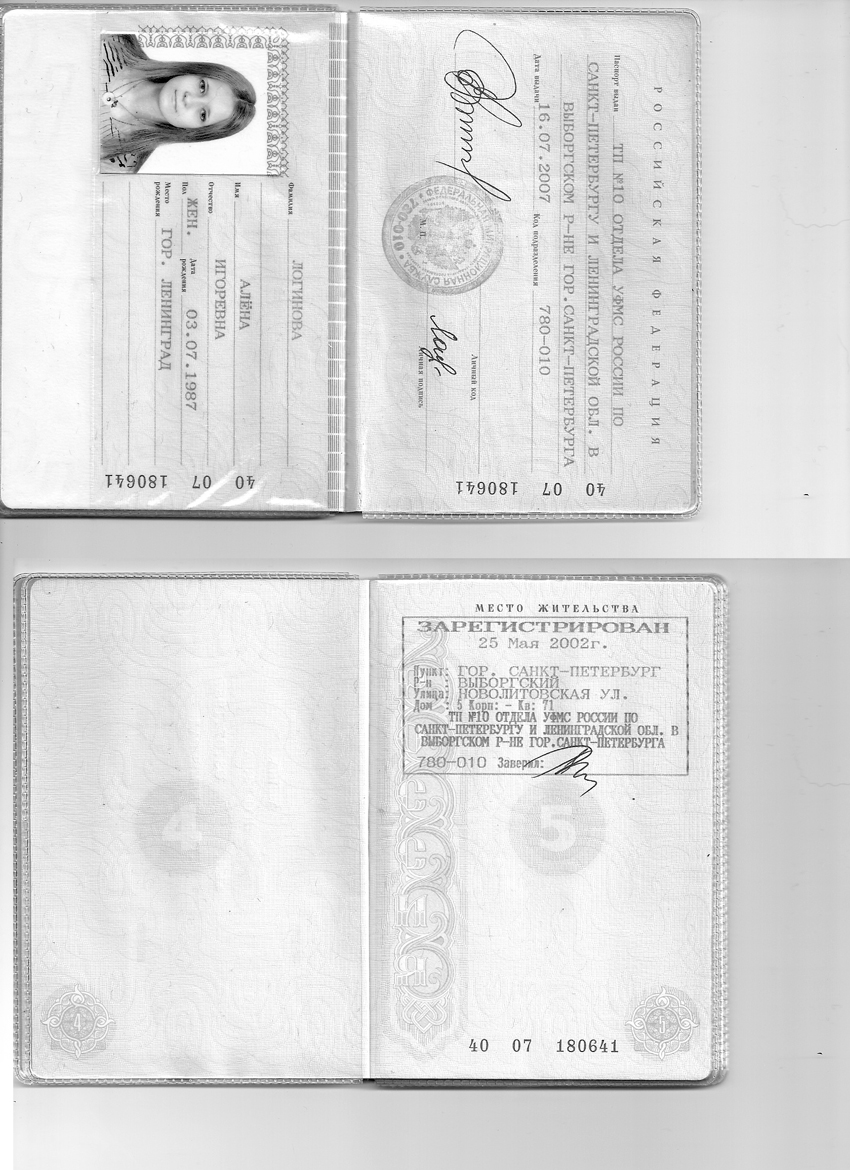 РОССИЙСКАЯ ФЕДЕРАЦИЯ
Паспорт выдан ТП №10 ОТДЕЛА УФМС РОССИИ ПО
САНКТ-ПЕТЕРБУРГУ И ЛЕНИНГРАДСКОЙ ОБЛ. В
ВЫБОРГСКОМ Р-НЕ ГОР.САНКТ-ПЕТЕРБУРГА
Дата выдачи 16.07.2007 Код подразделения 780-010
Личный код
М.П.
Личная подпись
40 07 180641
Фамилия ЛОГИНОВА
Имя АЛЁНА
Отчество ИГОРЕВНА
Пол ЖЕН. Дата рождения 03.07.1987
Место рождения ГОР. ЛЕНИНГРАД
40 07 180641
МЕСТО ЖИТЕЛЬСТВА
ЗАРЕГИСТРИРОВАН
25 Мая 2002г.
Пункт: ГОР. САНКТ-ПЕТЕРБУРГ
Р-н : ВЫБОРГСКИЙ
Улица: НОВОЛИТОВСКАЯ УЛ.
Дом : 5 Корп: - Кв: 71
ТП №10 ОТДЕЛА УФМС РОССИИ ПО
САНКТ-ПЕТЕРБУРГУ И ЛЕНИНГРАДСКОЙ ОБЛ. В
ВЫБОРГСКОМ Р-НЕ ГОР.САНКТ-ПЕТЕРБУРГА
780-010 Заверил:
4
5
4
5
40 07 180641